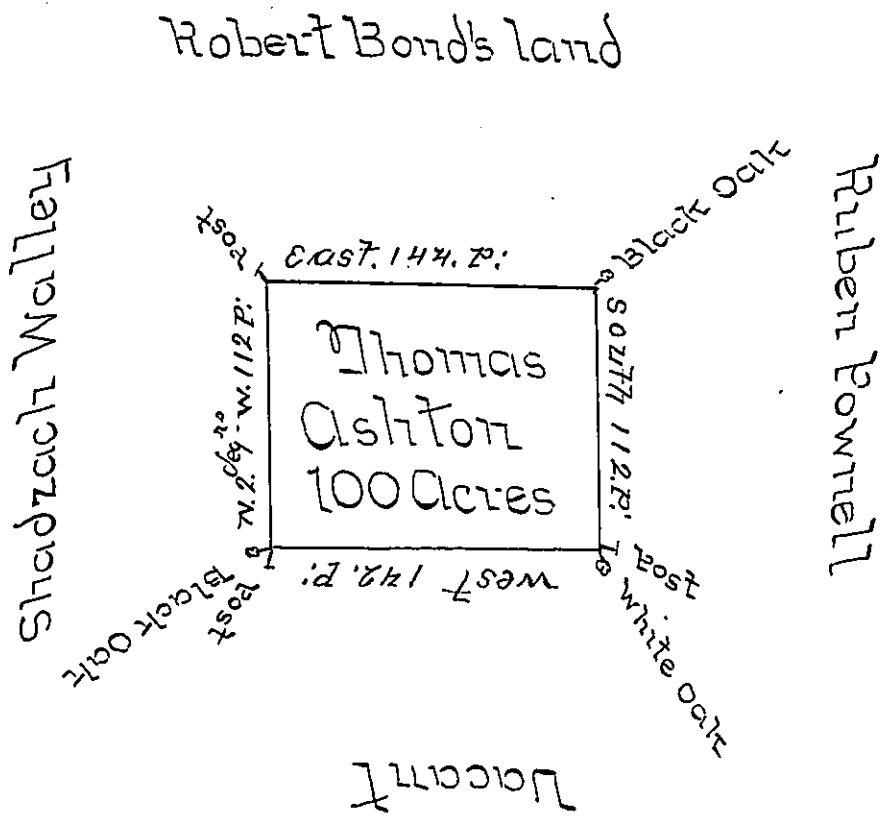 Robert Bond's land
Shadrach Walley
Post
East. 144. P:
Black Oak
Ruben Pownell
N. 2. deg-rs W. 112 P:
Thomas
Ashton
100 Acres
South 112. P:
West 142. P:
Post
White Oak
Black Oak
Post
Vacant